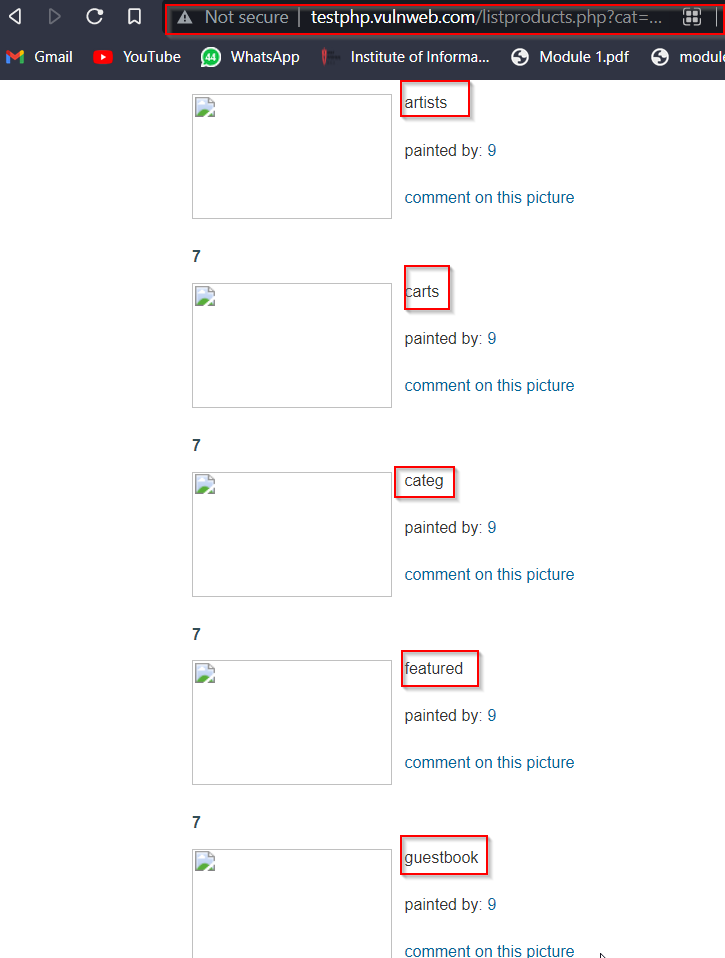 Not secure | testphp.vulnweb.com/listproducts.php?cat=...
Gmail YouTube 44 WhatsApp Institute of Informa... Module 1.pdf module
artists
painted by: 9
comment on this picture
7
carts
painted by: 9
comment on this picture
7
categ
painted by: 9
comment on this picture
7
featured
painted by: 9
comment on this picture
7
guestbook
painted by: 9
comment on this picture